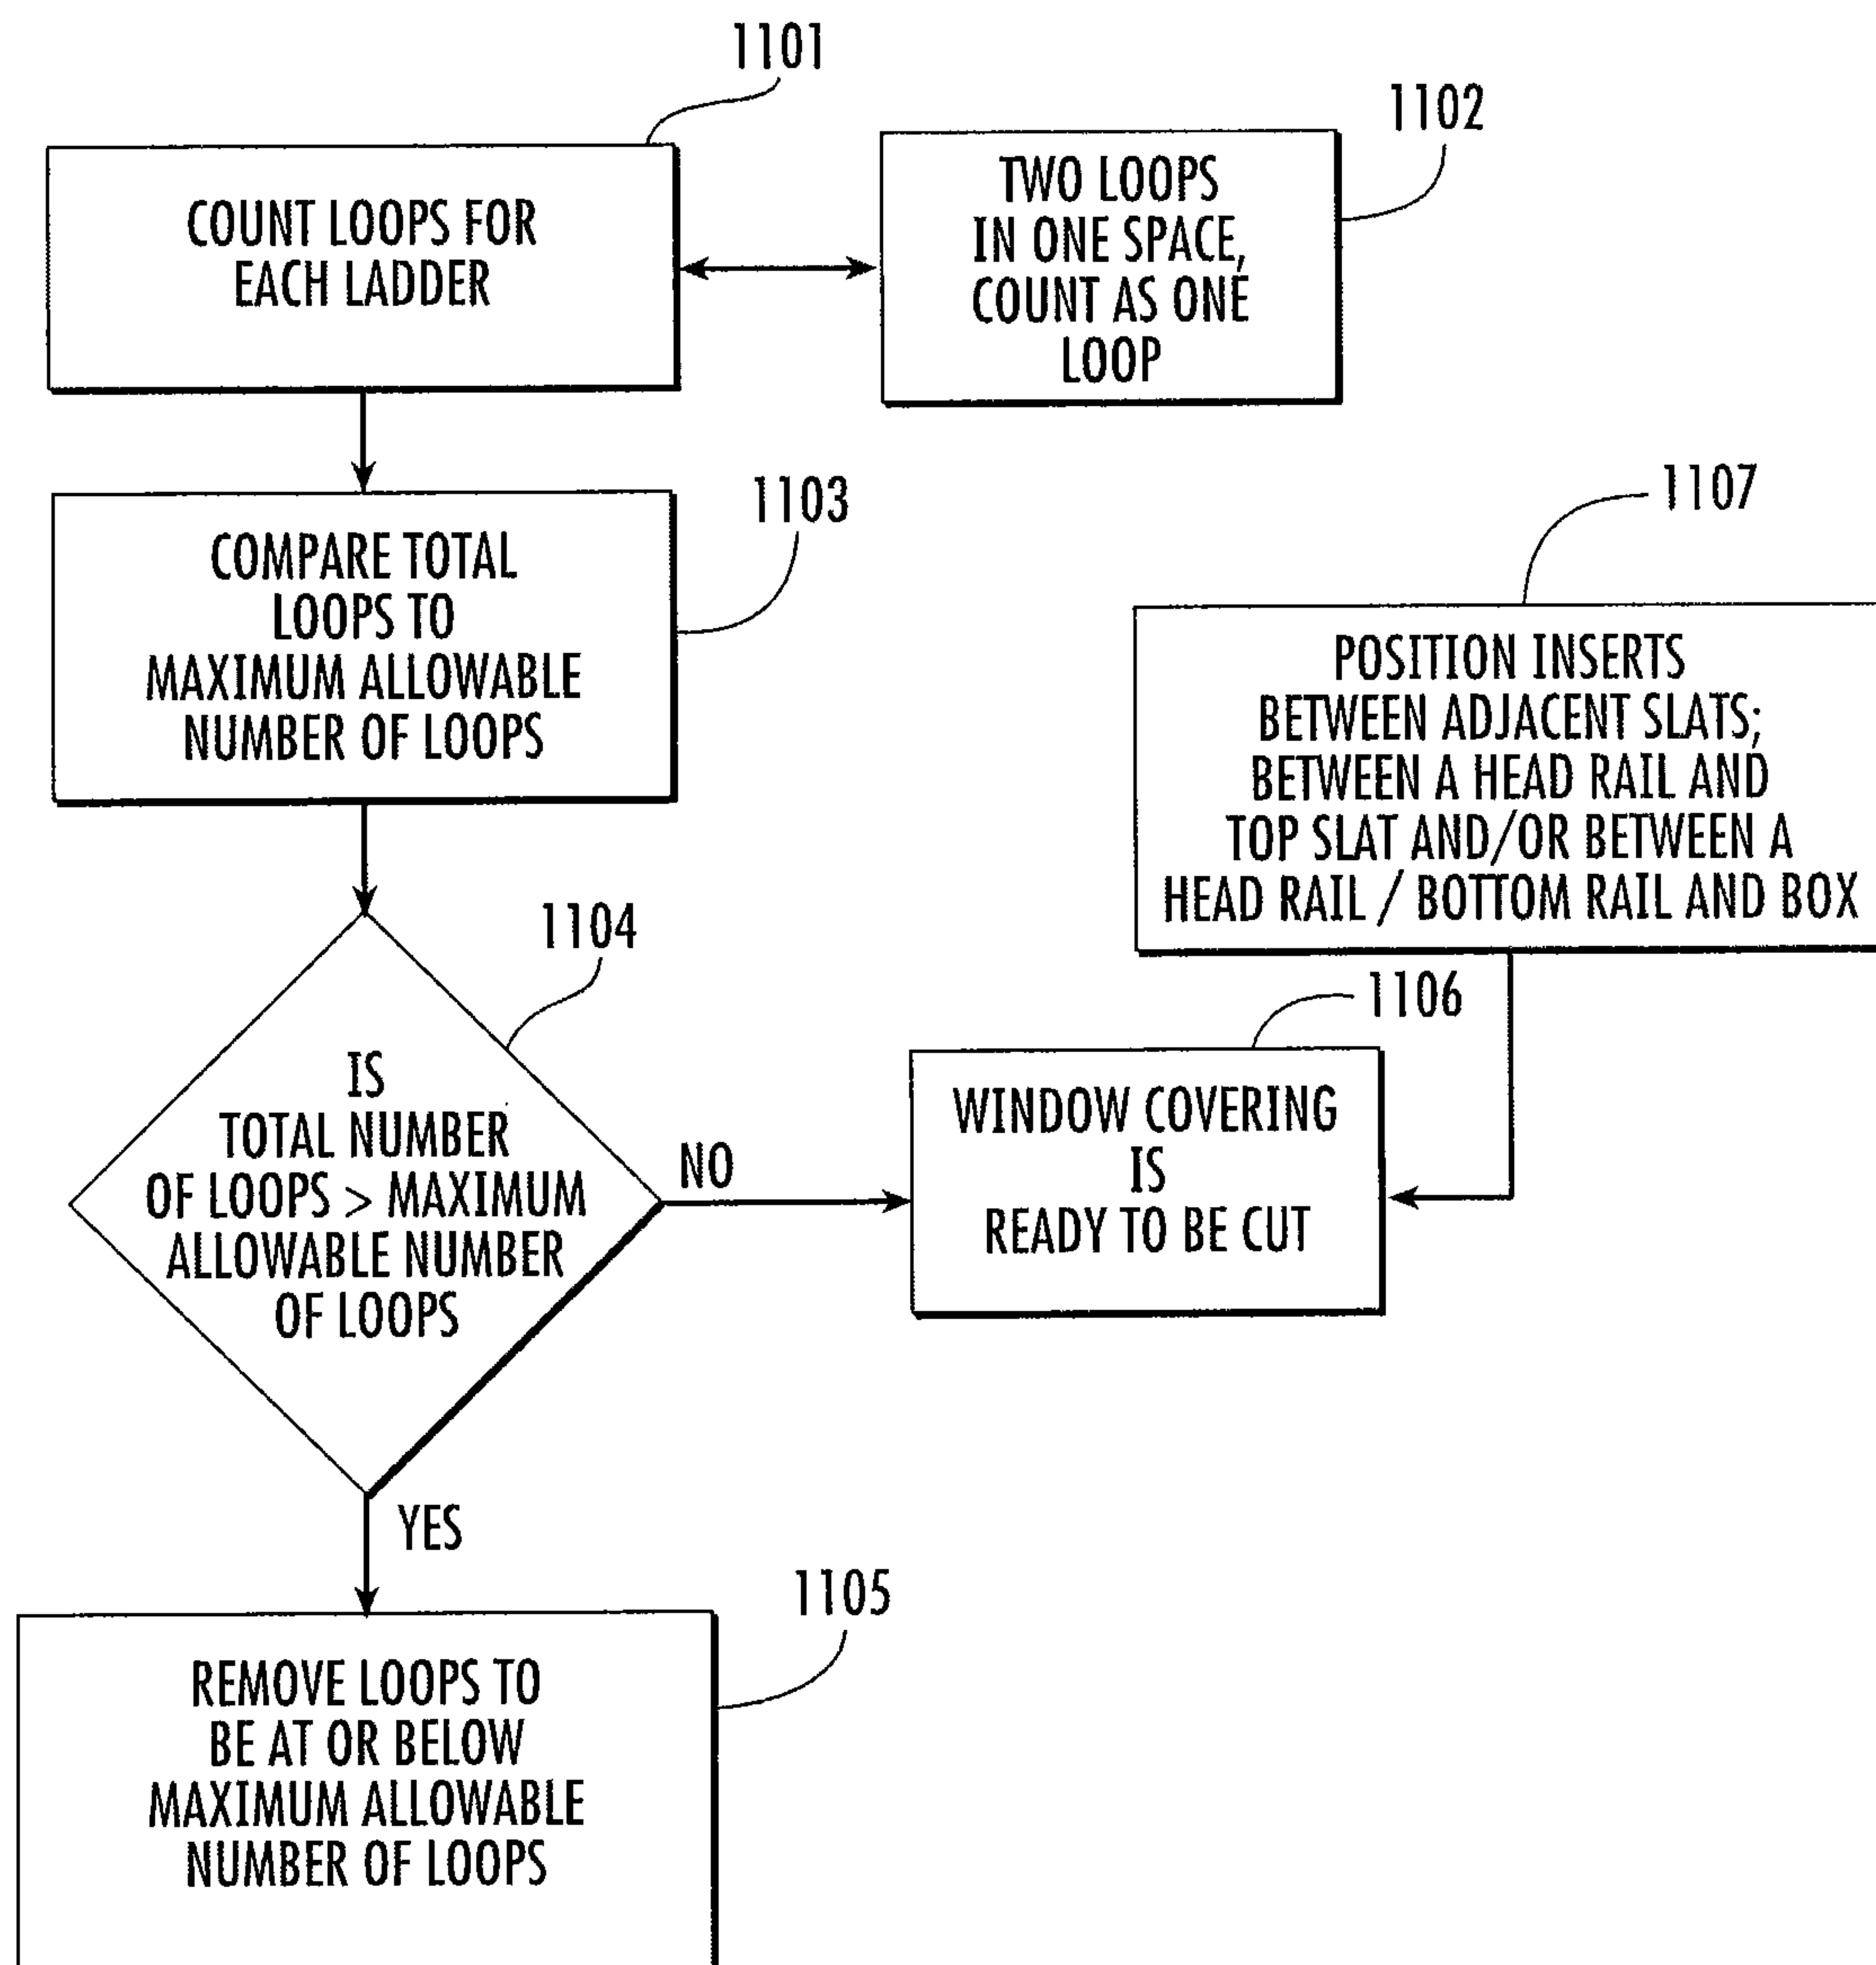 1101
COUNT LOOPS FOR
EACH LADDER
1102
TWO LOOPS
IN ONE SPACE,
COUNT AS ONE
LOOP
1103
COMPARE TOTAL
LOOPS TO
MAXIMUM ALLOWABLE
NUMBER OF LOOPS
1107
POSITION INSERTS
BETWEEN ADJACENT SLATS;
BETWEEN A HEAD RAIL AND
TOP SLAT AND/OR BETWEEN A
HEAD RAIL / BOTTOM RAIL AND BOX
1104
IS
TOTAL NUMBER
OF LOOPS > MAXIMUM
ALLOWABLE NUMBER
OF LOOPS
NO
YES
1106
WINDOW COVERING
IS
READY TO BE CUT
1105
REMOVE LOOPS TO
BE AT OR BELOW
MAXIMUM ALLOWABLE
NUMBER OF LOOPS